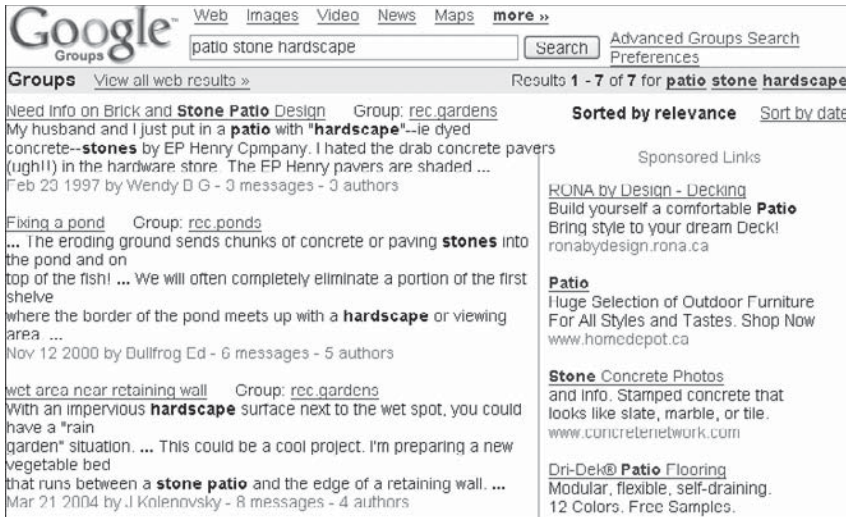 Google™
Groups
Web Images Video News Maps more »
patio stone hardscape Search Advanced Groups Search
Preferences
Groups View all web results » Results 1 - 7 of 7 for patio stone hardscape
Sorted by relevance Sort by date
Need Info on Brick and Stone Patio Design Group: rec.gardens
My husband and I just put in a patio with "hardscape"--ie dyed
concrete--stones by EP Henry Cpmpany. I hated the drab concrete pavers
(ugh!!) in the hardware store. The EP Henry pavers are shaded ...
Feb 23 1997 by Wendy B G - 3 messages - 3 authors
Fixing a pond Group: rec.ponds
... The eroding ground sends chunks of concrete or paving stones into
the pond and on
top of the fish! ... We will often completely eliminate a portion of the first
shelve
where the border of the pond meets up with a hardscape or viewing
area. ...
Nov 12 2000 by Bullfrog Ed - 6 messages - 5 authors
wet area near retaining wall Group: rec.gardens
With an impervious hardscape surface next to the wet spot, you could
have a "rain
garden" situation. ... This could be a cool project. I'm preparing a new
vegetable bed
that runs between a stone patio and the edge of a retaining wall. ...
Mar 21 2004 by J Kolenovsky - 8 messages - 4 authors
Sponsored Links
RONA by Design - Decking
Build yourself a comfortable Patio
Bring style to your dream Deck!
ronabydesign.rona.ca
Patio
Huge Selection of Outdoor Furniture
For All Styles and Tastes. Shop Now
www.homedepot.ca
Stone Concrete Photos
and info. Stamped concrete that
looks like slate, marble, or tile.
www.concretenetwork.com
Dri-Dek® Patio Flooring
Modular, flexible, self-draining.
12 Colors. Free Samples.